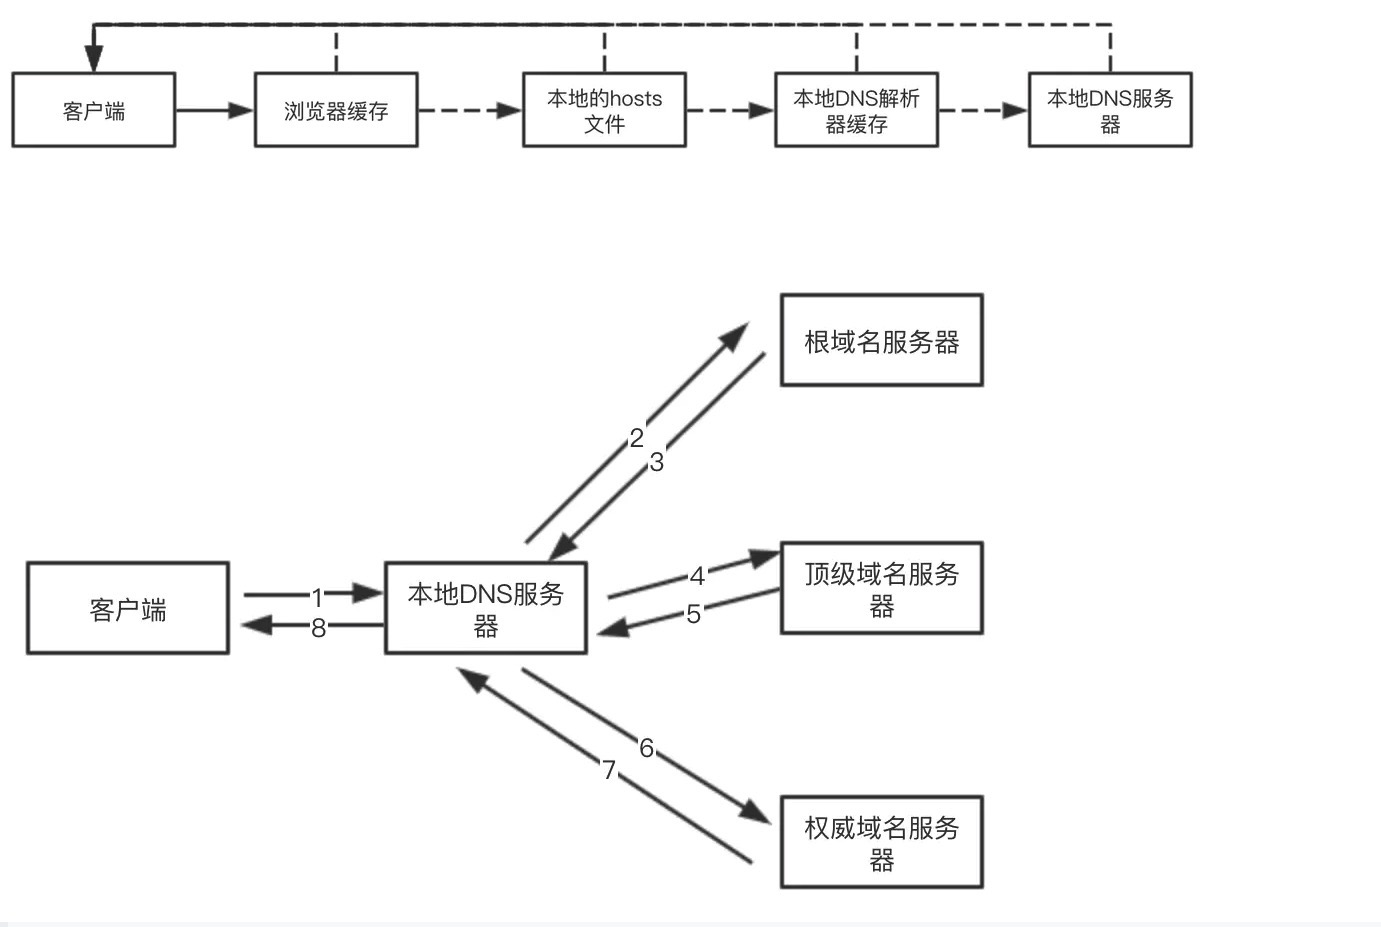 客户端
浏览器缓存
本地的hosts
文件
本地DNS解析
器缓存
本地DNS服务
器
根域名服务器
2
3
客户端
1
8
本地DNS服务
器
4
5
顶级域名服务
器
6
7
权威域名服务
器